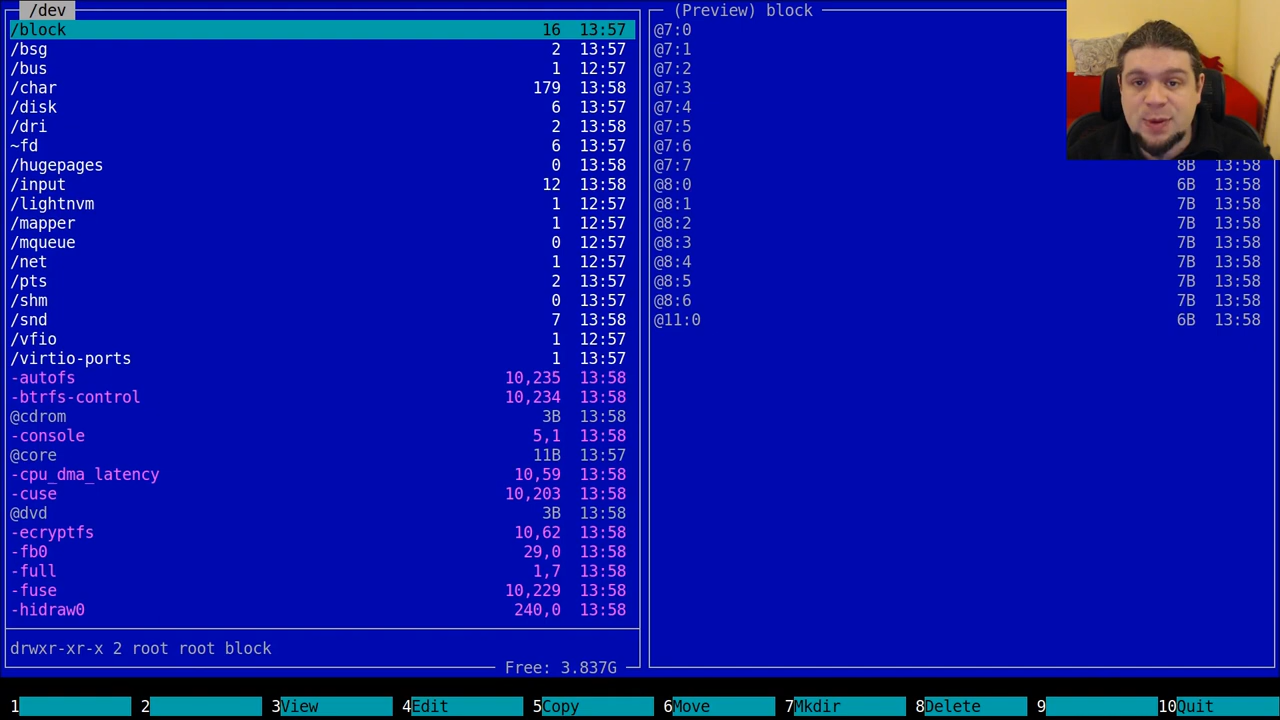 /dev
/block 16 13:57
/bsg 2 13:57
/bus 1 12:57
/char 179 13:58
/disk 6 13:57
/dri 2 13:58
~fd 6 13:57
/hugepages 0 13:58
/input 12 13:58
/lightnvm 1 12:57
/mapper 1 12:57
/mqueue 0 12:57
/net 1 12:57
/pts 2 13:57
/shm 0 13:57
/snd 7 13:58
/vfio 1 12:57
/virtio-ports 1 13:57
-autofs 10,235 13:58
-btrfs-control 10,234 13:58
@cdrom 3B 13:58
-console 5,1 13:58
@core 11B 13:57
-cpu_dma_latency 10,59 13:58
-cuse 10,203 13:58
@dvd 3B 13:58
-ecryptfs 10,62 13:58
-fb0 29,0 13:58
-full 1,7 13:58
-fuse 10,229 13:58
-hidraw0 240,0 13:58
drwxr-xr-x 2 root root block
Free: 3.837G
(Preview) block
@7:0
@7:1
@7:2
@7:3
@7:4
@7:5
@7:6
@7:7 8B 13:58
@8:0 6B 13:58
@8:1 7B 13:58
@8:2 7B 13:58
@8:3 7B 13:58
@8:4 7B 13:58
@8:5 7B 13:58
@8:6 7B 13:58
@11:0 6B 13:58
1 2 3View 4Edit 5Copy 6Move 7Mkdir 8Delete 9 10Quit